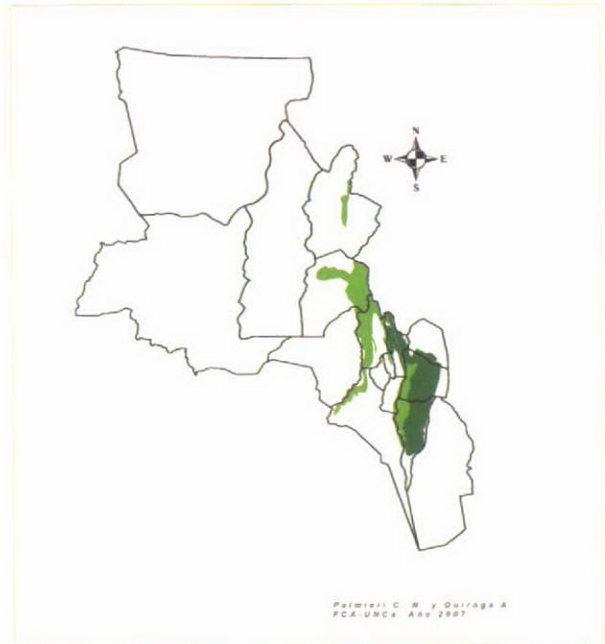 N
W E
S
Palmieri C. N. y Quiroga A
FCA-UNCa. Año 2007